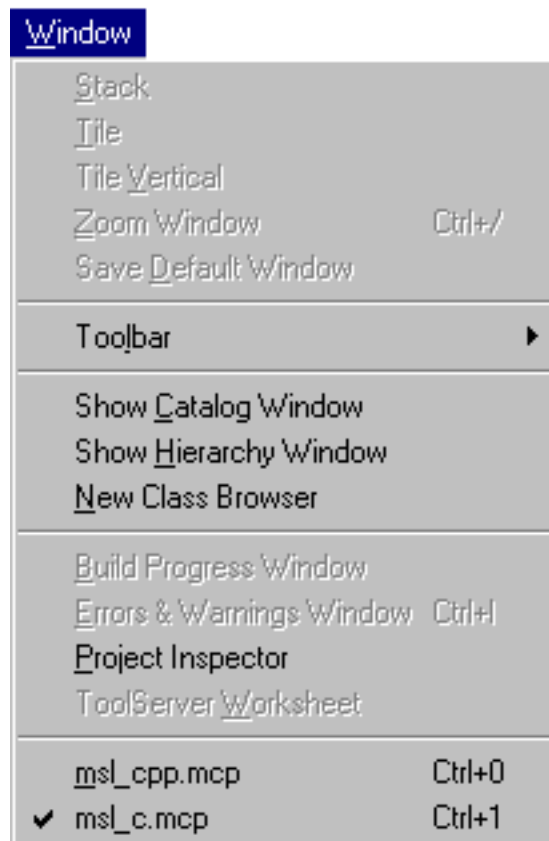 Window
Stack
Tile
Tile Vertical
Zoom Window Ctrl+/
Save Default Window
Toolbar
Show Catalog Window
Show Hierarchy Window
New Class Browser
Build Progress Window
Errors & Warnings Window Ctrl+I
Project Inspector
ToolServer Worksheet
msl_cpp.mcp Ctrl+0
msl_c.mcp Ctrl+1